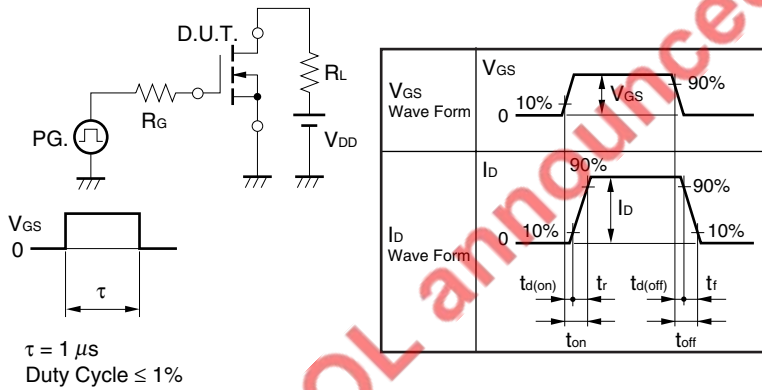 D.U.T.
RL
RG
PG.
VDD
VGS
0
τ
τ = 1 μs
Duty Cycle ≤ 1%
VGS
Wave Form
VGS
90%
VGS
10%
0
ID
Wave Form
ID
90%
90%
ID
0
10%
10%
td(on)
tr
td(off)
tf
ton
toff
OL announced